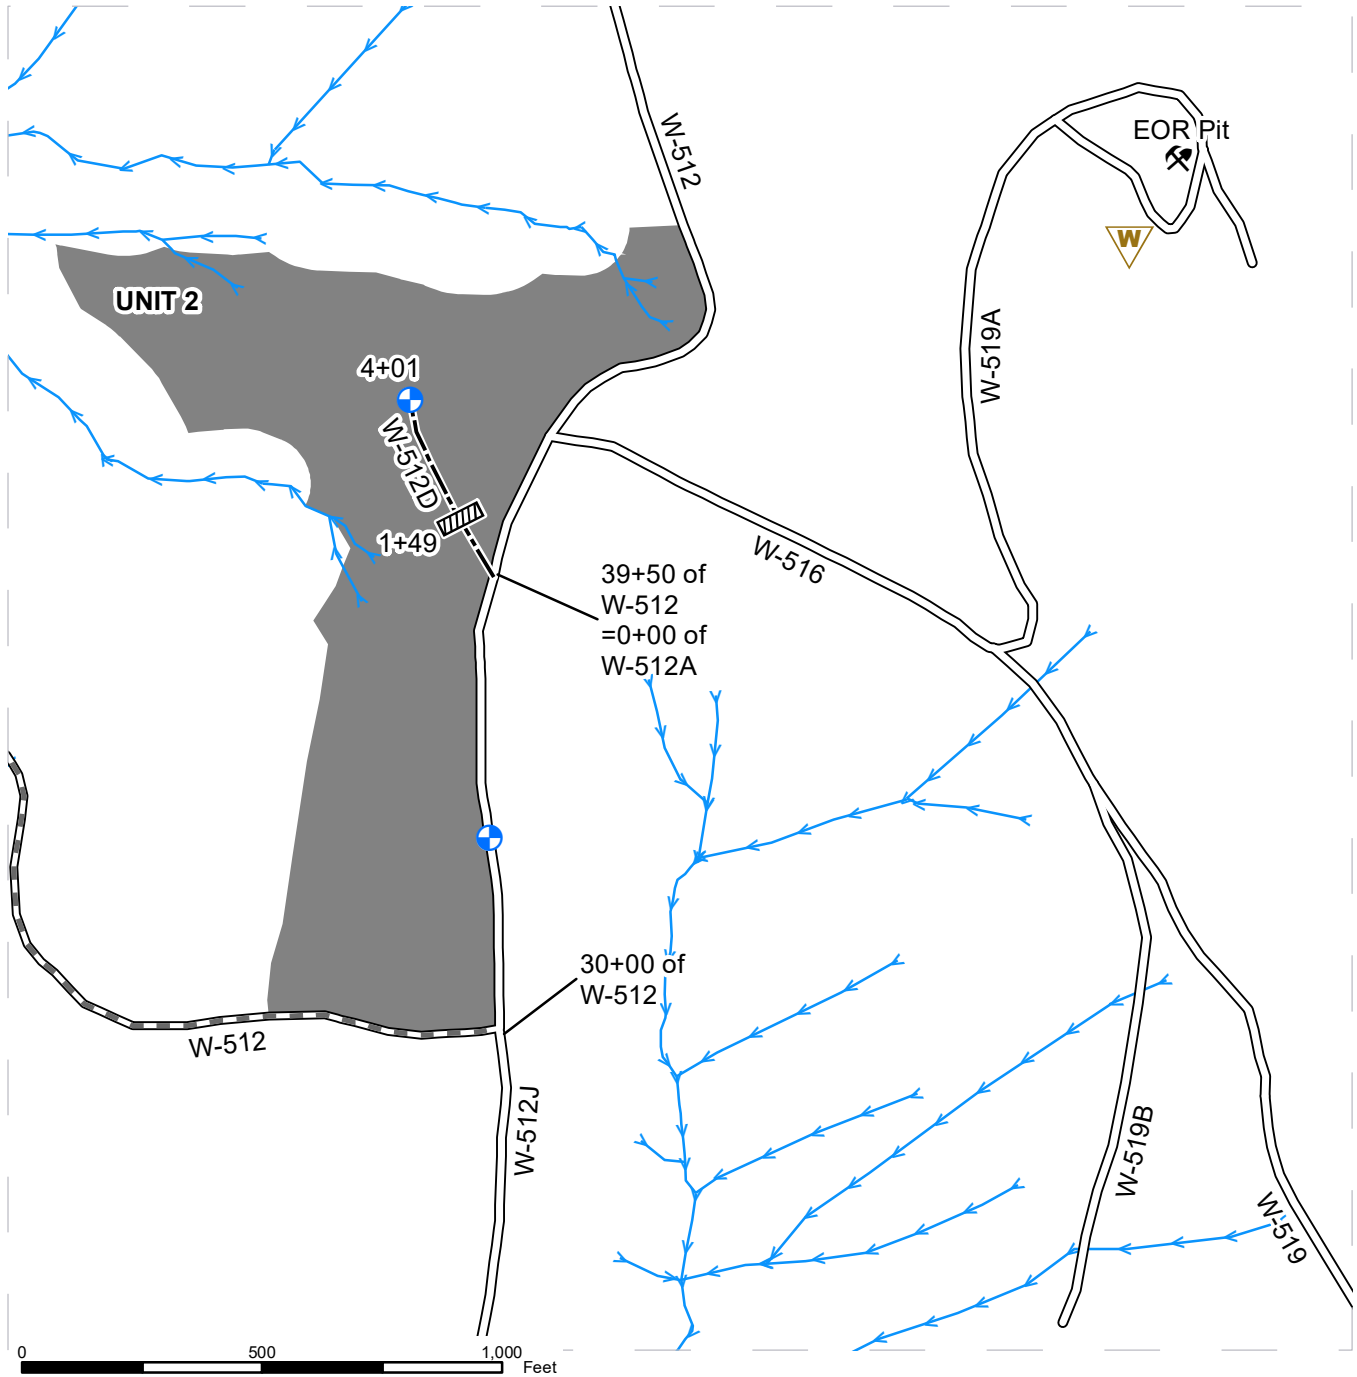 W-512
EOR Pit
W
UNIT 2
W-519A
4+01
W-512D
1+49
W-516
39+50 of
W-512
=0+00 of
W-512A
30+00 of
W-512
W-512
W-512J
W-519B
W-519
0 500 1,000
Feet